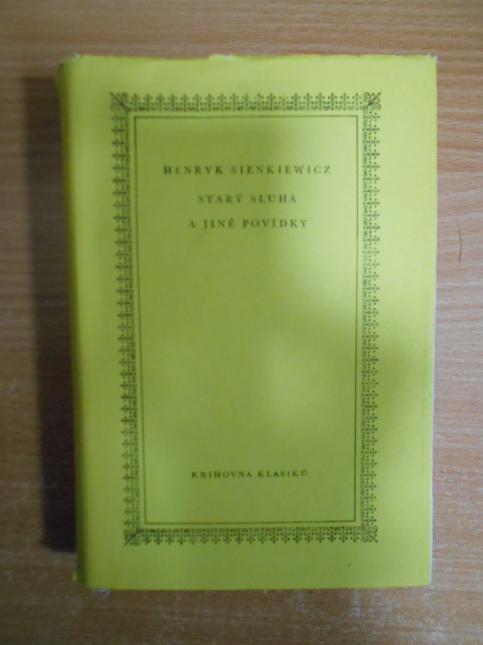 HENRYK SIENKIEWICZ
STARÝ SLUHA
A JINÉ POVÍDKY
KNIHOVNA KLASIKŮ